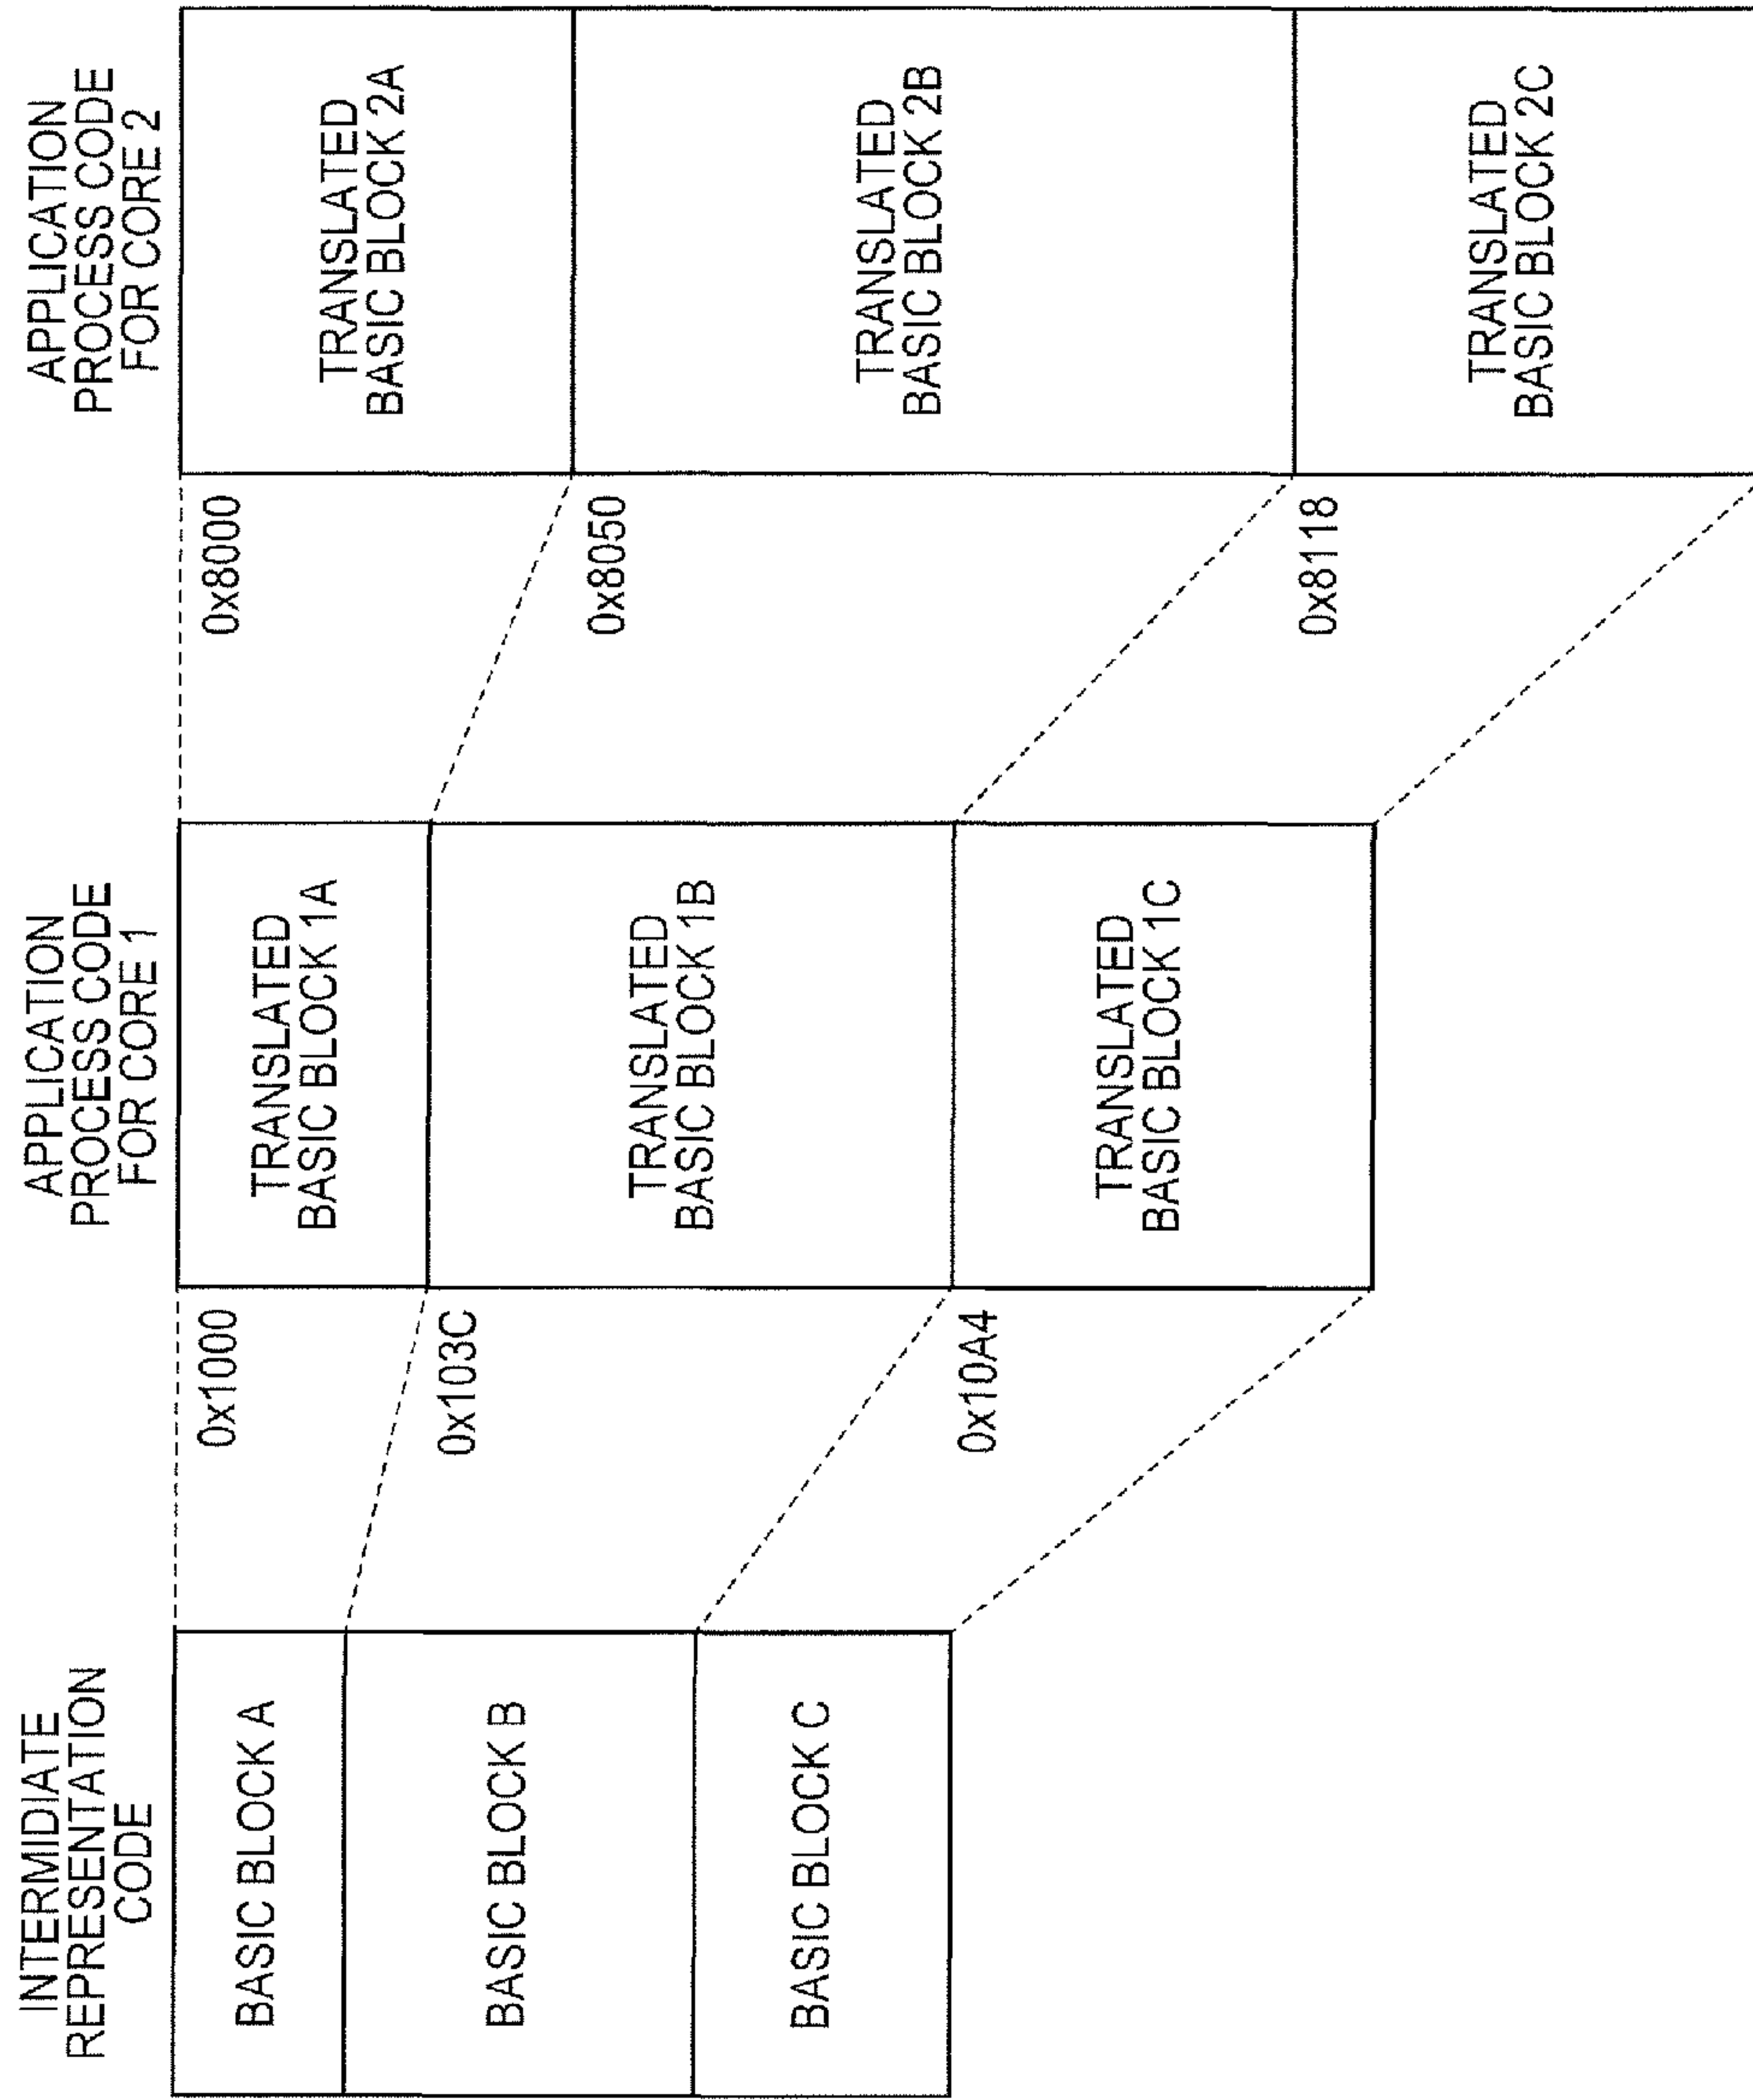 INTERMIDIATE
REPRESENTATION
CODE
BASIC BLOCK A
BASIC BLOCK B
BASIC BLOCK C
APPLICATION
PROCESS CODE
FOR CORE 1
0x1000
TRANSLATED
BASIC BLOCK 1A
0x103C
TRANSLATED
BASIC BLOCK 1B
0x10A4
TRANSLATED
BASIC BLOCK 1C
APPLICATION
PROCESS CODE
FOR CORE 2
0x8000
TRANSLATED
BASIC BLOCK 2A
0x8050
TRANSLATED
BASIC BLOCK 2B
0x8118
TRANSLATED
BASIC BLOCK 2C